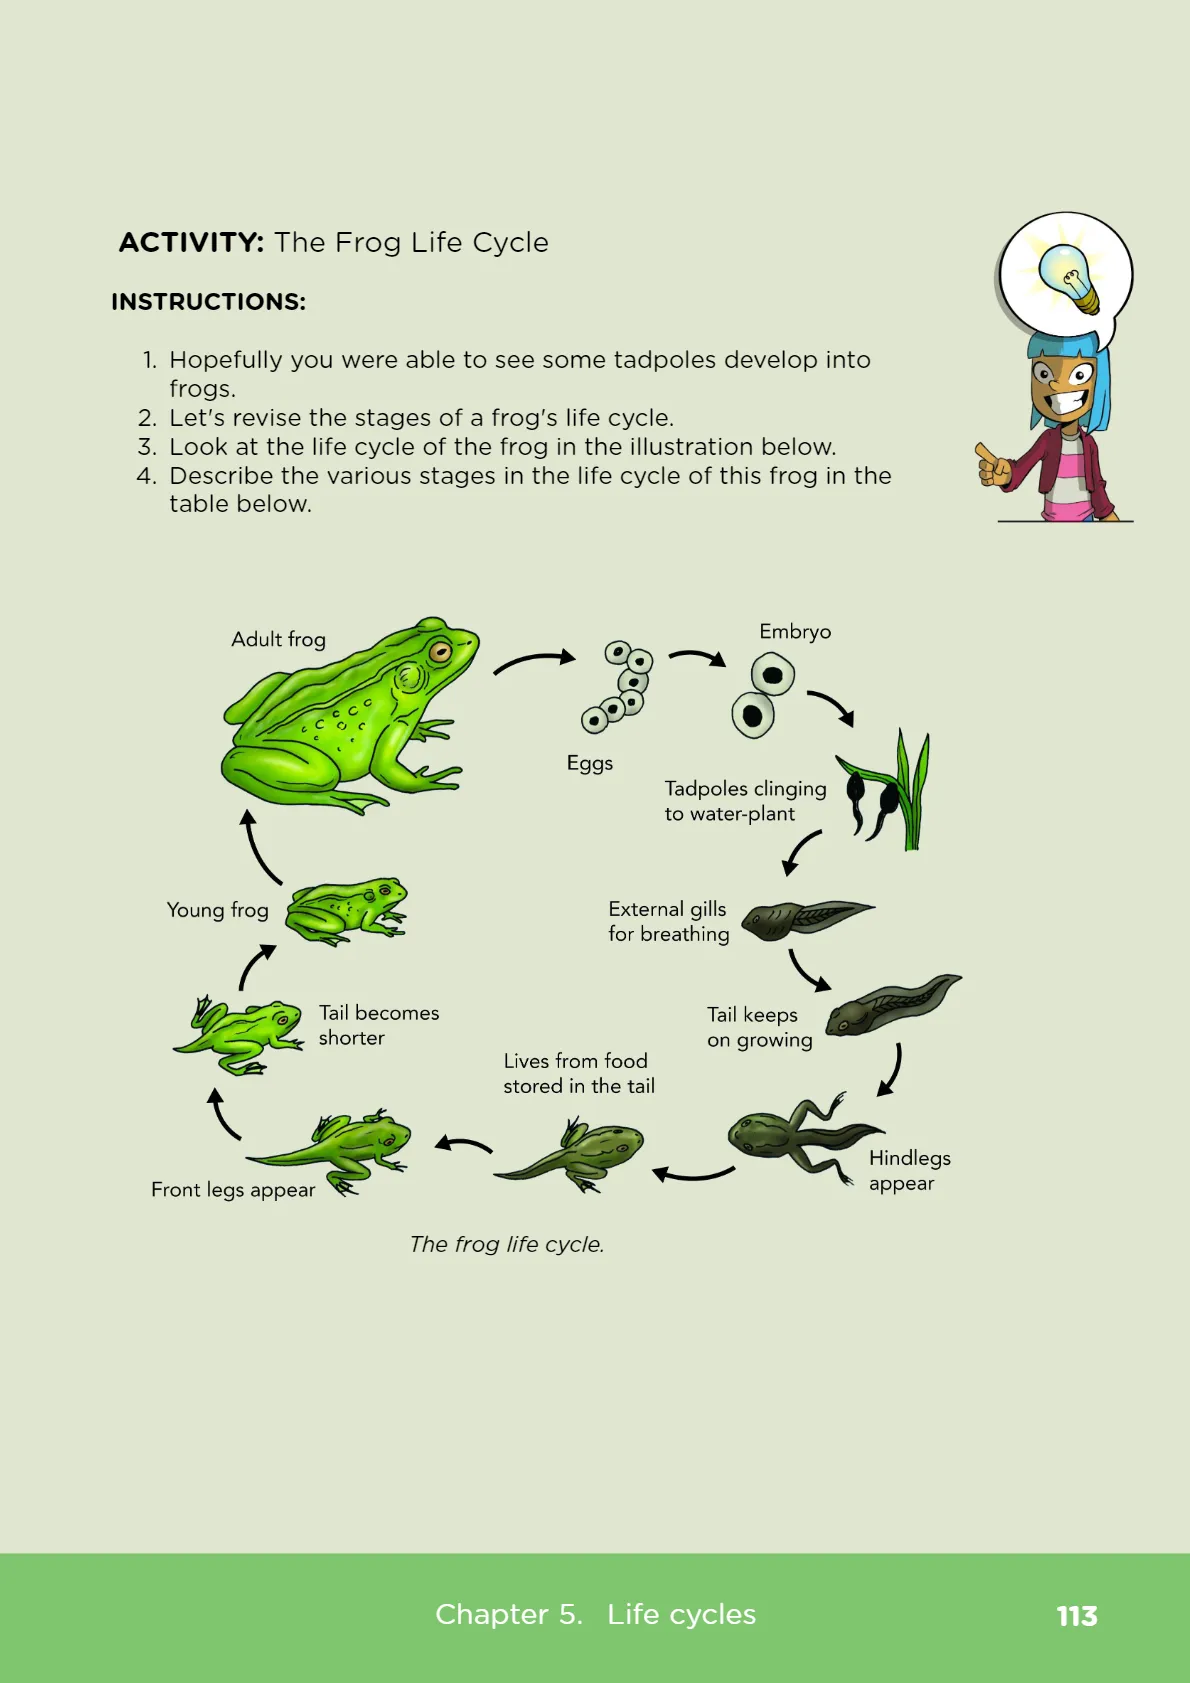 ACTIVITY: The Frog Life Cycle
INSTRUCTIONS:
1. Hopefully you were able to see some tadpoles develop into
frogs.
2. Let's revise the stages of a frog's life cycle.
3. Look at the life cycle of the frog in the illustration below.
4. Describe the various stages in the life cycle of this frog in the
table below.
Adult frog
Eggs
Embryo
Tadpoles clinging
to water-plant
External gills
for breathing
Tail keeps
on growing
Hindlegs
appear
Lives from food
stored in the tail
Front legs appear
Tail becomes
shorter
Young frog
The frog life cycle.
Chapter 5. Life cycles
113